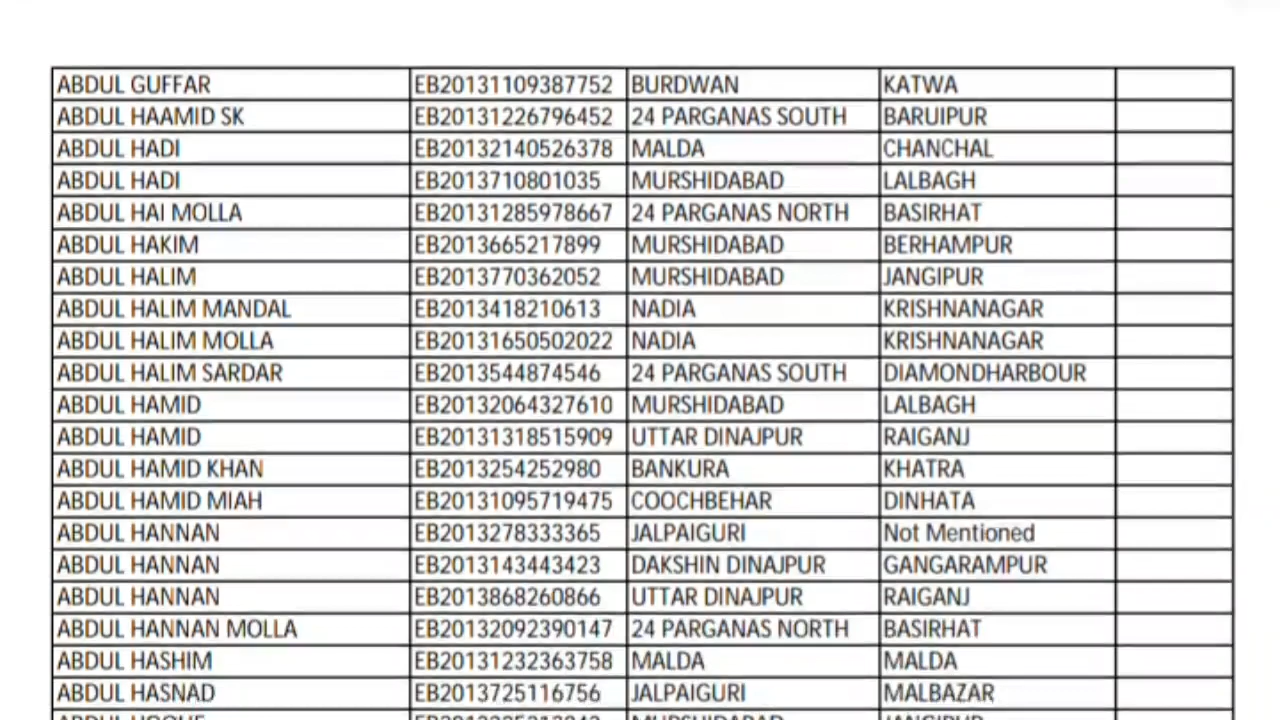 ABDUL GUFFAR EB20131109387752 BURDWAN KATWA
ABDUL HAAMID SK EB20131226796452 24 PARGANAS SOUTH BARUIPUR
ABDUL HADI EB20132140526378 MALDA CHANCHAL
ABDUL HADI EB2013710801035 MURSHIDABAD LALBAGH
ABDUL HAI MOLLA EB20131285978667 24 PARGANAS NORTH BASIRHAT
ABDUL HAKIM EB2013665217899 MURSHIDABAD BERHAMPUR
ABDUL HALIM EB2013770362052 MURSHIDABAD JANGIPUR
ABDUL HALIM MANDAL EB2013418210613 NADIA KRISHNANAGAR
ABDUL HALIM MOLLA EB20131650502022 NADIA KRISHNANAGAR
ABDUL HALIM SARDAR EB2013544874546 24 PARGANAS SOUTH DIAMONDHARBOUR
ABDUL HAMID EB20132064327610 MURSHIDABAD LALBAGH
ABDUL HAMID EB20131318515909 UTTAR DINAJPUR RAIGANJ
ABDUL HAMID KHAN EB2013254252980 BANKURA KHATRA
ABDUL HAMID MIAH EB20131095719475 COOCHBEHAR DINHATA
ABDUL HANNAN EB2013278333365 JALPAIGURI Not Mentioned
ABDUL HANNAN EB2013143443423 DAKSHIN DINAJPUR GANGARAMPUR
ABDUL HANNAN EB2013868260866 UTTAR DINAJPUR RAIGANJ
ABDUL HANNAN MOLLA EB20132092390147 24 PARGANAS NORTH BASIRHAT
ABDUL HASHIM EB20131232363758 MALDA MALDA
ABDUL HASNAD EB2013725116756 JALPAIGURI MALBAZAR